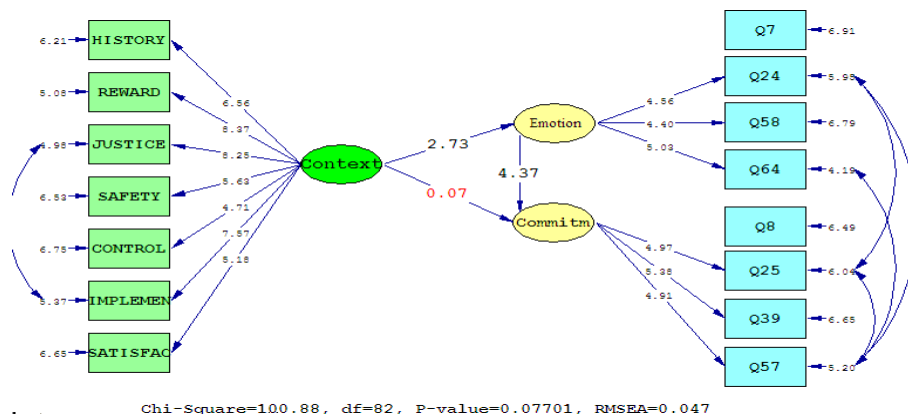 6.21 HISTORY
5.08 REWARD
4.98 JUSTICE
6.53 SAFETY
6.75 CONTROL
5.37 IMPLEMEN
6.65 SATISFAC
6.56
8.37
8.25
5.63
4.71
7.57
5.18
Context
2.73
0.07
Emotion
4.37
Commitm
4.56
4.40
5.03
4.97
5.38
4.91
Q7 6.91
Q24 5.95
Q58 6.79
Q64 4.19
Q8 6.49
Q25 6.04
Q39 6.65
Q57 5.20
Chi-Square=100.88, df=82, P-value=0.07701, RMSEA=0.047